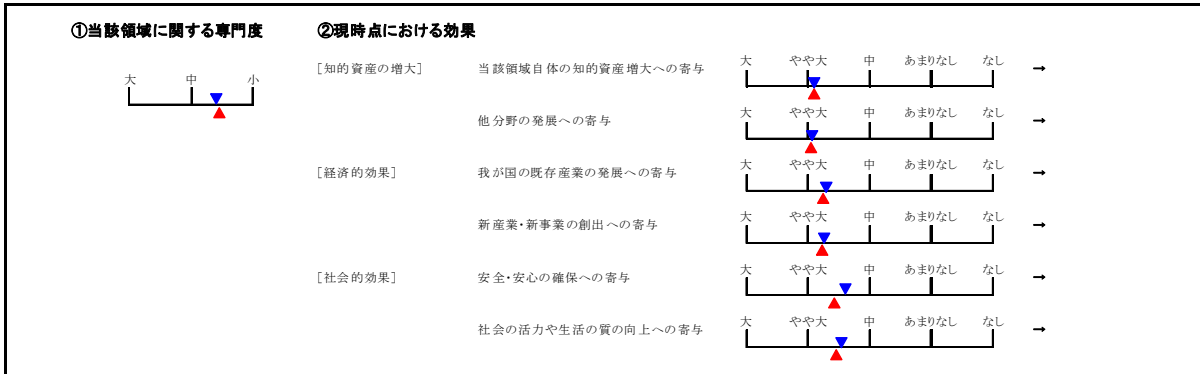 ①当該領域に関する専門度 ②現時点における効果
大 中 小
[知的資産の増大] 当該領域自体の知的資産増大への寄与 大 やや大 中 あまりなし なし →
他分野の発展への寄与 大 やや大 中 あまりなし なし →
[経済的効果] 我が国の既存産業の発展への寄与 大 やや大 中 あまりなし なし →
新産業・新事業の創出への寄与 大 やや大 中 あまりなし なし →
[社会的効果] 安全・安心の確保への寄与 大 やや大 中 あまりなし なし →
社会の活力や生活の質の向上への寄与 大 やや大 中 あまりなし なし →